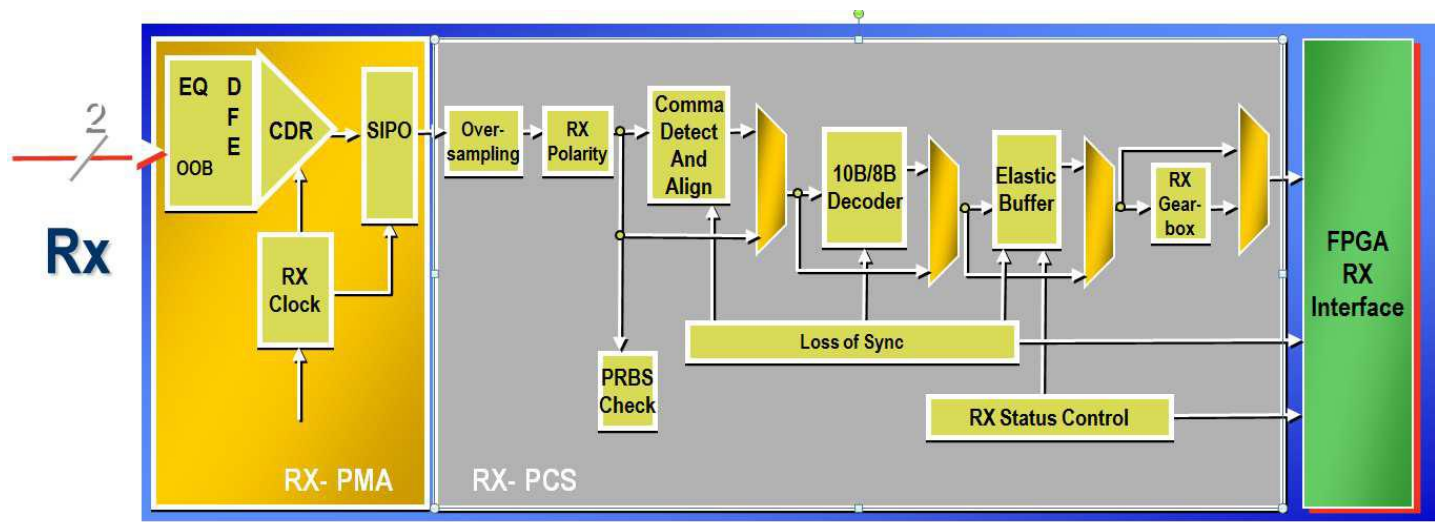 2
Rx
EQ
DFE
OOB
CDR
SIPO
RX
Clock
RX- PMA
Over-
sampling
RX
Polarity
Comma
Detect
And
Align
10B/8B
Decoder
Elastic
Buffer
RX
Gear-
box
Loss of Sync
PRBS
Check
RX Status Control
RX- PCS
FPGA
RX
Interface